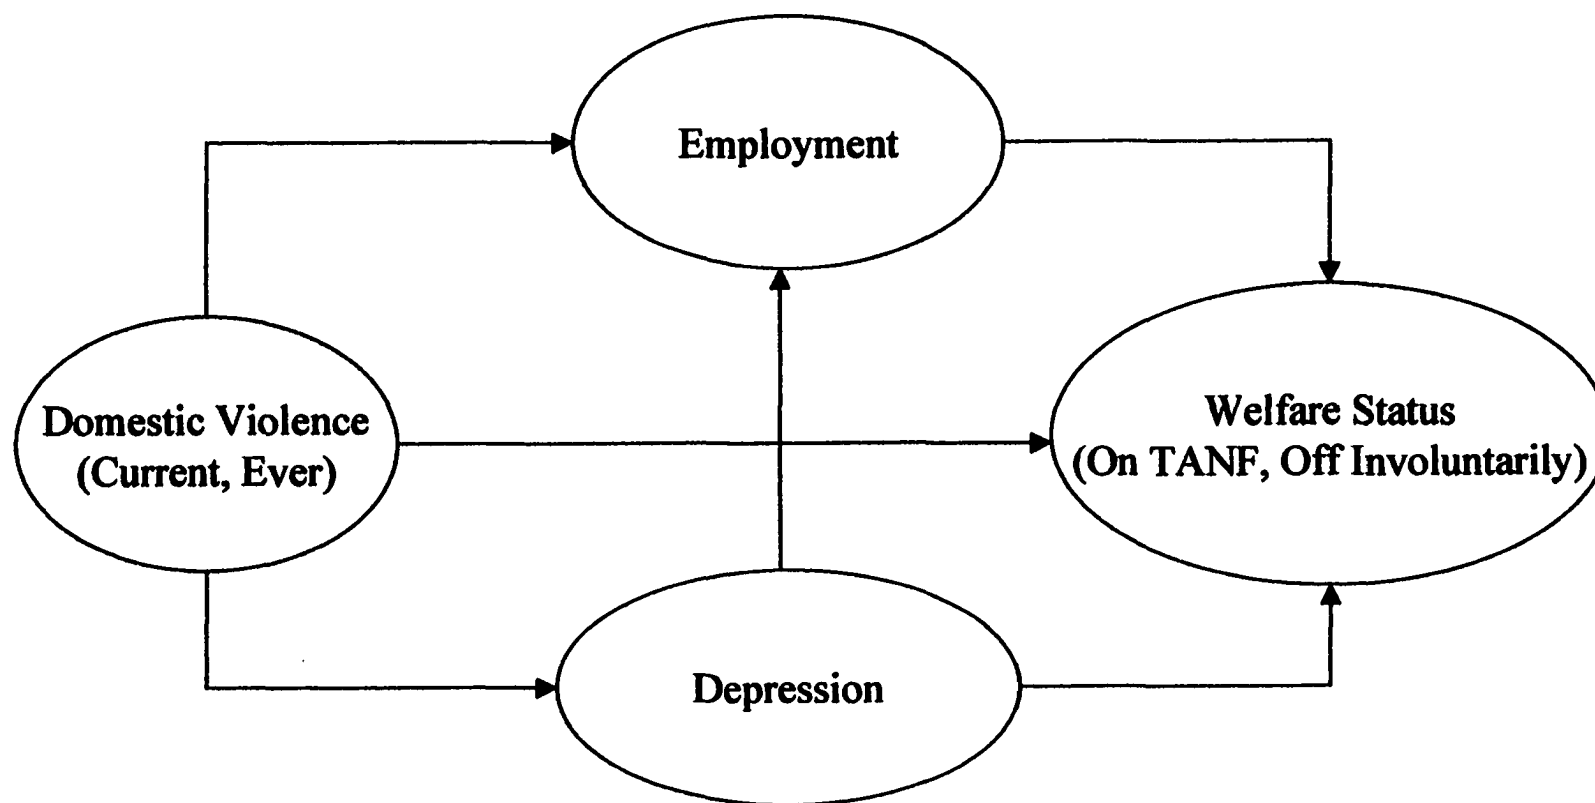 Employment
Domestic Violence
(Current, Ever)
Welfare Status
(On TANF, Off Involuntarily)
Depression